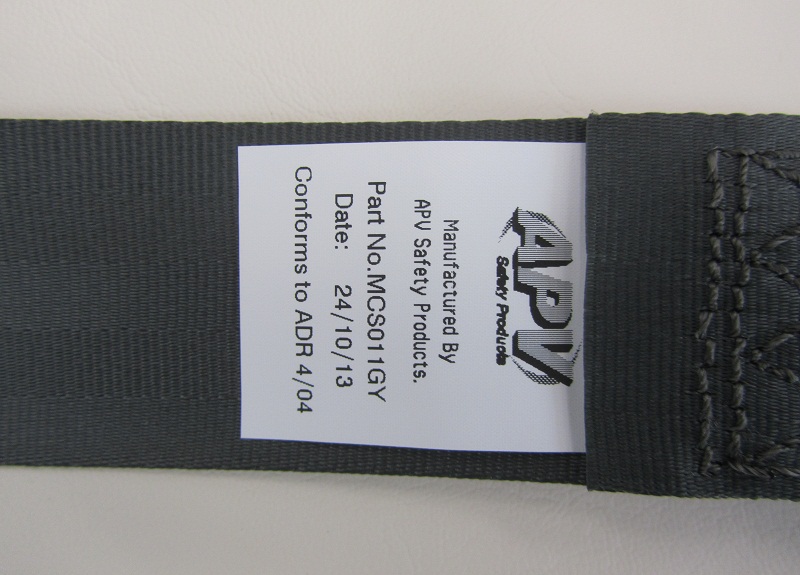 APV
Safety Products
Manufactured By
APV Safety Products.
Part No.MCS011GY
Date: 24/10/13
Conforms to ADR 4/04